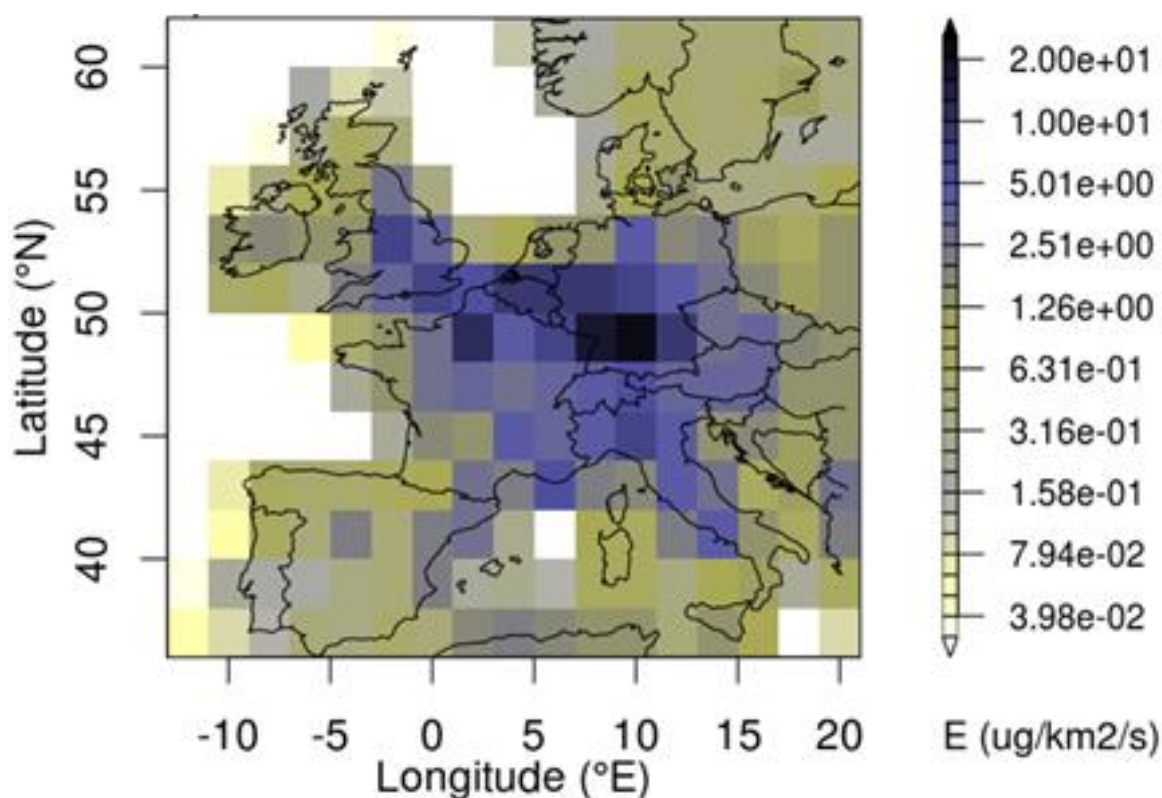 60
55
50
45
40
Latitude (°N)
-10 -5 0 5 10 15 20
Longitude (°E)
2.00e+01
1.00e+01
5.01e+00
2.51e+00
1.26e+00
6.31e-01
3.16e-01
1.58e-01
7.94e-02
3.98e-02
E (ug/km2/s)